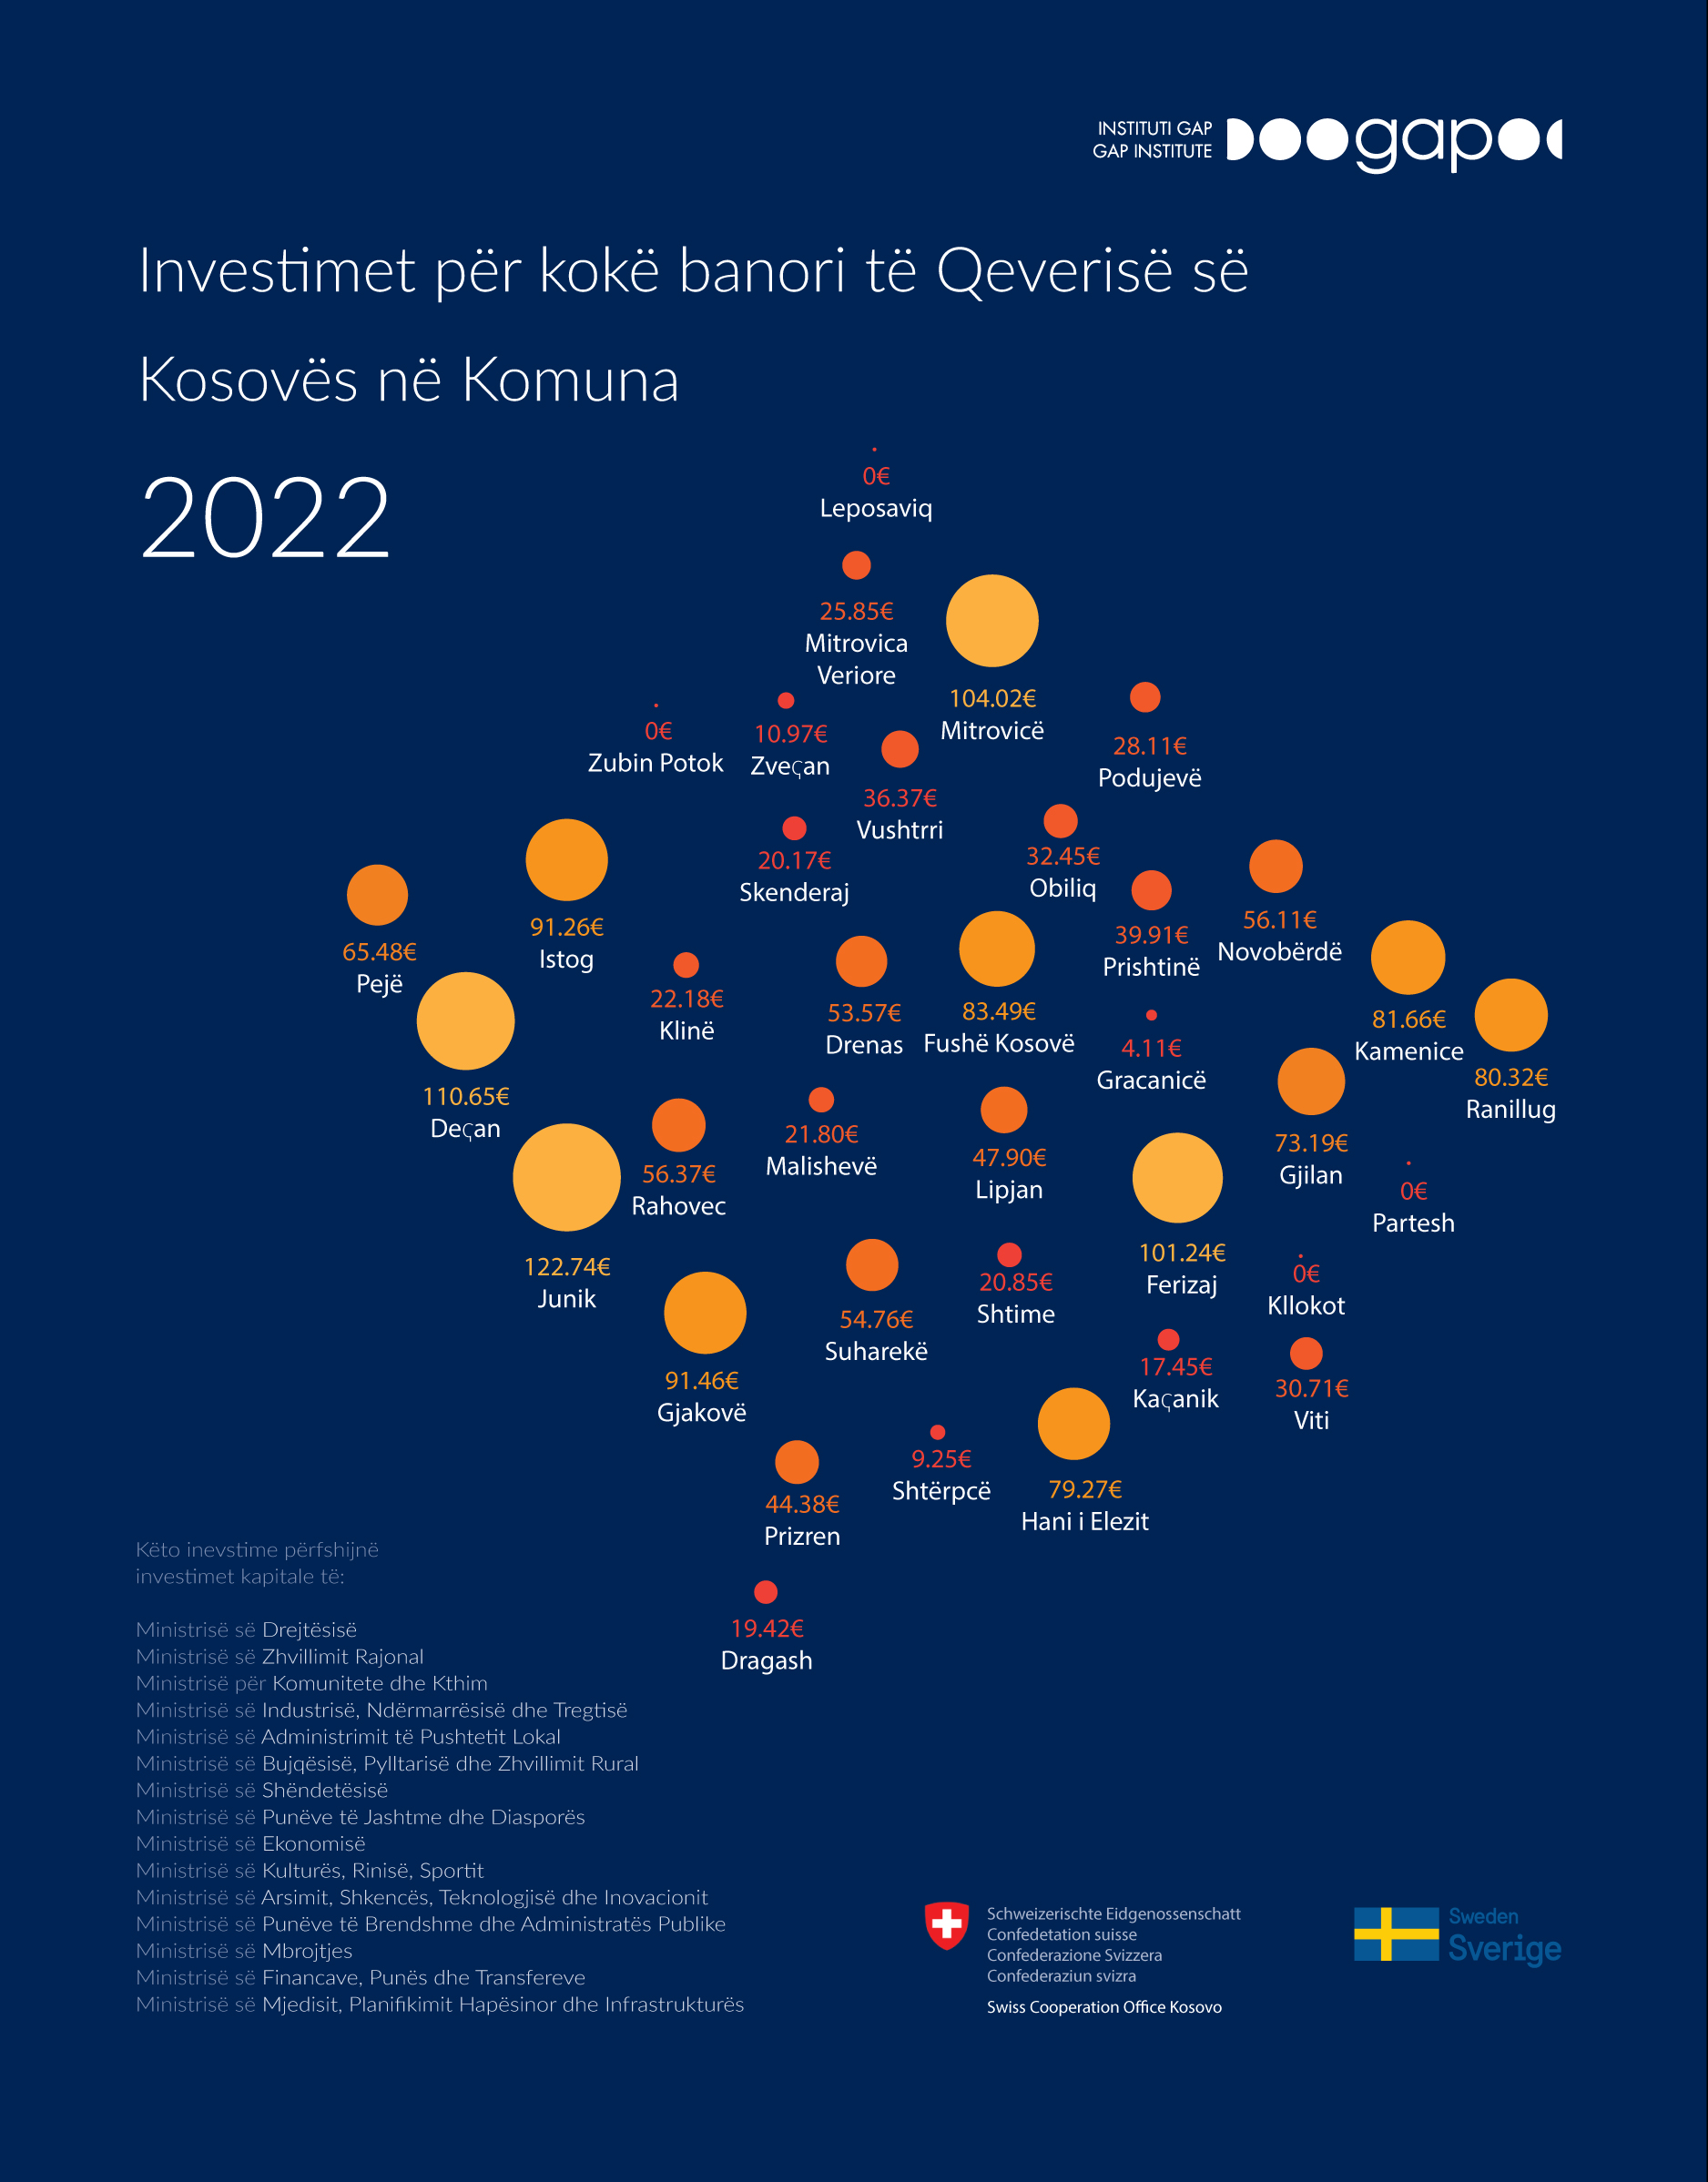 INSTITUTI GAP
GAP INSTITUTE
gap
Investimet për kokë banori të Qeverisë së
Kosovës në Komuna
2022
0€
Leposaviq
25.85€
Mitrovica
Veriore
104.02€
Mitrovicë
0€
Zubin Potok
10.97€
Zveçan
36.37€
Vushtrri
28.11€
Podujevë
20.17€
Skenderaj
32.45€
Obiliq
65.48€
Pejë
91.26€
Istog
39.91€
Prishtinë
56.11€
Novobërdë
22.18€
Klinë
53.57€
Drenas
83.49€
Fushë Kosovë
4.11€
Gracanicë
81.66€
Kamenice
80.32€
Ranillug
110.65€
Deçan
56.37€
Rahovec
21.80€
Malishevë
47.90€
Lipjan
73.19€
Gjilan
0€
Partesh
122.74€
Junik
101.24€
Ferizaj
0€
Kllokot
54.76€
Suharekë
20.85€
Shtime
91.46€
Gjakovë
17.45€
Kaçanik
30.71€
Viti
9.25€
Shtërpcë
79.27€
Hani i Elezit
44.38€
Prizren
19.42€
Dragash
Këto inevstime përfshijnë
investimet kapitale të:
Ministrisë së Drejtësisë
Ministrisë së Zhvillimit Rajonal
Ministrisë për Komunitete dhe Kthim
Ministrisë së Industrisë, Ndërmarrësisë dhe Tregtisë
Ministrisë së Administrimit të Pushtetit Lokal
Ministrisë së Bujqësisë, Pylltarisë dhe Zhvillimit Rural
Ministrisë së Shëndetësisë
Ministrisë së Punëve të Jashtme dhe Diasporës
Ministrisë së Ekonomisë
Ministrisë së Kulturës, Rinisë, Sportit
Ministrisë së Arsimit, Shkencës, Teknologjisë dhe Inovacionit
Ministrisë së Punëve të Brendshme dhe Administratës Publike
Ministrisë së Mbrojtjes
Ministrisë së Financave, Punës dhe Transfereve
Ministrisë së Mjedisit, Planifikimit Hapësinor dhe Infrastrukturës
Schweizerischte Eidgenossenschatt
Confedetation suisse
Confederazione Svizzera
Confederaziun svizra
Swiss Cooperation Office Kosovo
Sweden
Sverige